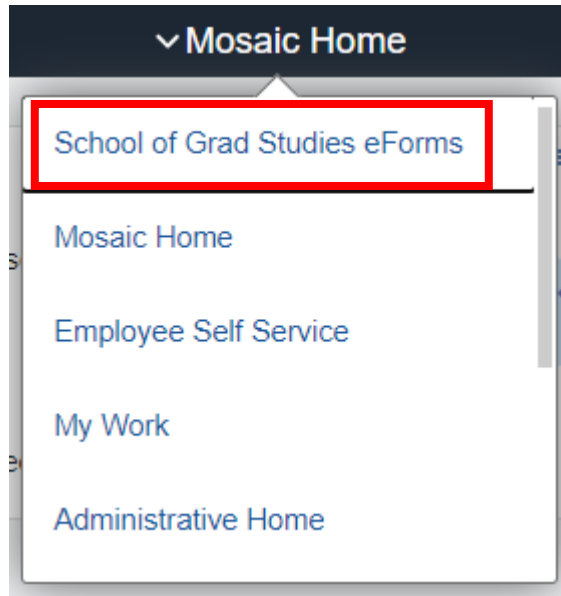 Mosaic Home
School of Grad Studies eForms
Mosaic Home
Employee Self Service
My Work
Administrative Home